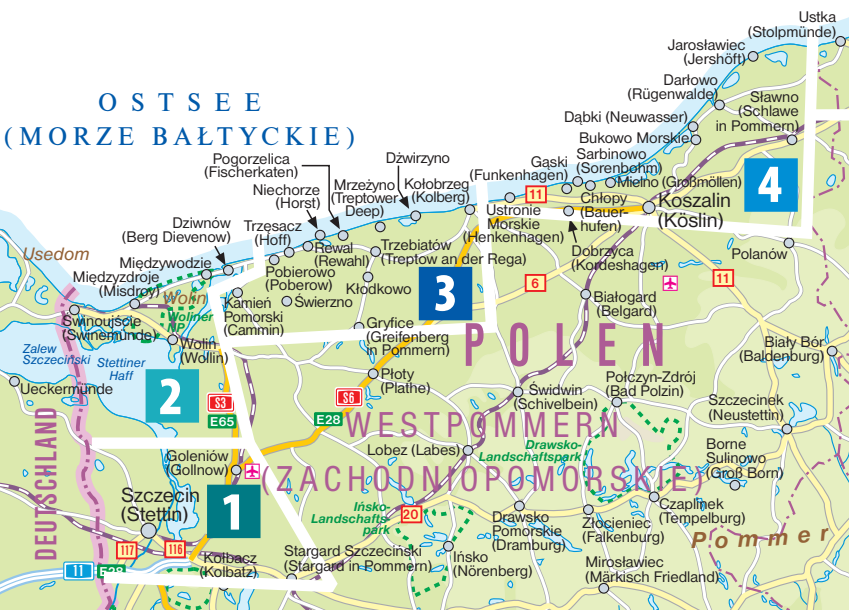 Ustka
(Stolpmünde)
Jarosławiec
(Jershöft)
OSTSEE
(MORZE BAŁTYCKIE)
Darłowo
(Rügenwalde)
Sławno
(Schlawe
in Pommern)
Dąbki (Neuwasser)
Bukowo Morskie
Pogorzelica
(Fischerkaten)
Dźwirzyno
Gąski
(Funkenhagen)
Sarbinowo
(Sorenbohm)
Mielno (Großmöllen)
Niechorze
(Horst)
Mrzeżyno
(Treptower
Deep)
Kołobrzeg
(Kolberg)
11
4
Dziwnów
(Berg Dievenow)
Trzęsacz
(Hoff)
Ustronie
Morskie
(Henkenhagen)
Chłopy
(Bauer-
hufen)
Koszalin
(Köslin)
Usedom
Międzywodzie
Międzyzdroje
(Misdroy)
Rewal
(Rewahl)
Trzebiatów
(Treptow an der Rega)
Dobrzyca
(Kordeshagen)
Polanów
Pobierowo
(Poberow)
Kłodkowo
3
6
11
Wolin
Woliner
NP
Kamień
Pomorski
(Cammin)
Świerzno
Białogard
(Belgard)
Świnoujście
(Swinemünde)
Wolin
(Wollin)
Gryfice
(Greifenberg
in Pommern)
POLEN
Biały Bór
(Baldenburg)
Zalew
Szczeciński
Stettiner
Haff
Ueckermünde
2
Płoty
(Plathe)
Świdwin
(Schivelbein)
Połczyn-Zdrój
(Bad Polzin)
S3
E65
S6
E28
Szczecinek
(Neustettin)
WESTPOMMERN
(ZACHODNIOPOMORSKIE)
DEUTSCHLAND
Goleniów
(Gollnow)
Lobez (Labes)
Drawsko-
Landschaftspark
Borne
Sulinowo
(Groß Born)
Szczecin
(Stettin)
1
Ińsko-
Landschafts-
park
20
Drawsko
Pomorskie
(Dramburg)
Złocieniec
(Falkenburg)
Czaplinek
(Tempelburg)
Pommer
117
116
11
E28
Kolbacz
(Kolbatz)
Stargard Szczeciński
(Stargard in Pommern)
Ińsko
(Nörenberg)
Mirosławiec
(Märkisch Friedland)